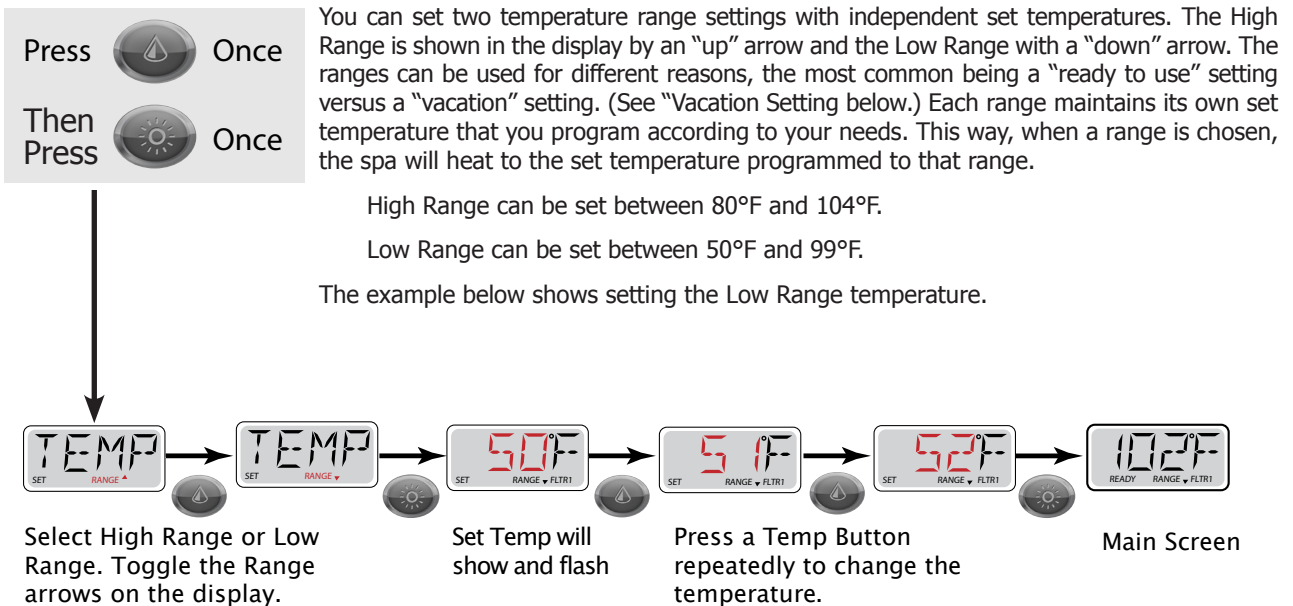 Press Once
Then
Press Once
You can set two temperature range settings with independent set temperatures. The High
Range is shown in the display by an “up” arrow and the Low Range with a “down” arrow. The
ranges can be used for different reasons, the most common being a “ready to use” setting
versus a “vacation” setting. (See “Vacation Setting below.) Each range maintains its own set
temperature that you program according to your needs. This way, when a range is chosen,
the spa will heat to the set temperature programmed to that range.
High Range can be set between 80°F and 104°F.
Low Range can be set between 50°F and 99°F.
The example below shows setting the Low Range temperature.
TEMP
SET RANGE
TEMP
SET RANGE
50°F
SET RANGE FLTR1
51°F
SET RANGE FLTR1
52°F
SET RANGE FLTR1
102°F
READY RANGE FLTR1
Select High Range or Low
Range. Toggle the Range
arrows on the display.
Set Temp will
show and flash
Press a Temp Button
repeatedly to change the
temperature.
Main Screen